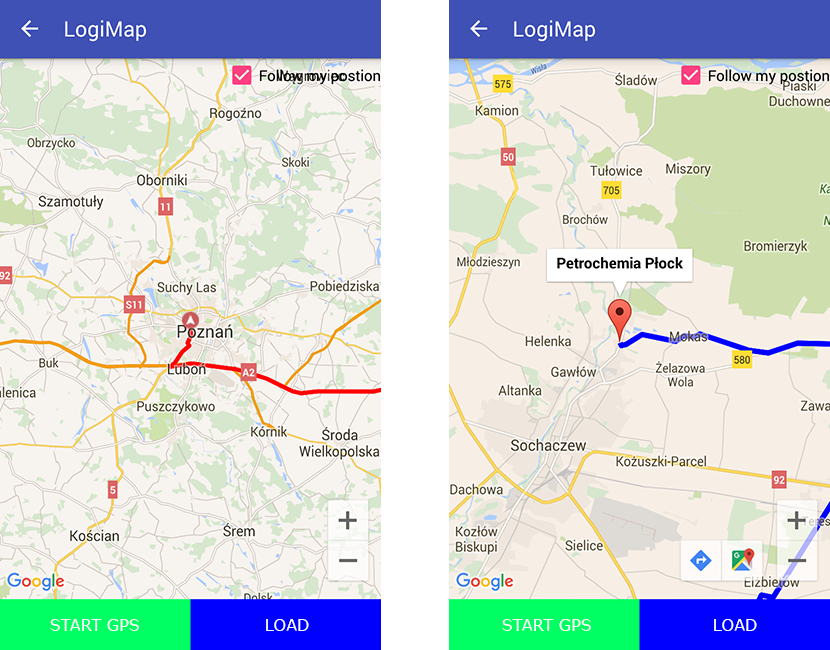 LogiMap
Follow my postion
Rogoźno
Obrzycko
Skoki
Oborniki
Szamotuły
11
92
Suchy Las
Pobiedziska
S11
Poznań
Buk
Luboń
A2
Puszczykowo
Kórnik
Środa
Wielkopolska
5
Kościan
Śrem
Dolsk
Google
START GPS
LOAD
LogiMap
Wisła
Follow my postion
575
Śladów
Piaski
Duchowne
Kamion
50
Tułowice
Miszory
705
Brochów
Bromierzyk
Młodzieszyn
Petrochemia Płock
Helenka
Mokas
580
Gawłów
Żelazowa
Wola
Altanka
Zawa
Sochaczew
Kożuszki-Parcel
92
Dachowa
Kozłów
Biskupi
Sielice
Elżbietów
Google
START GPS
LOAD